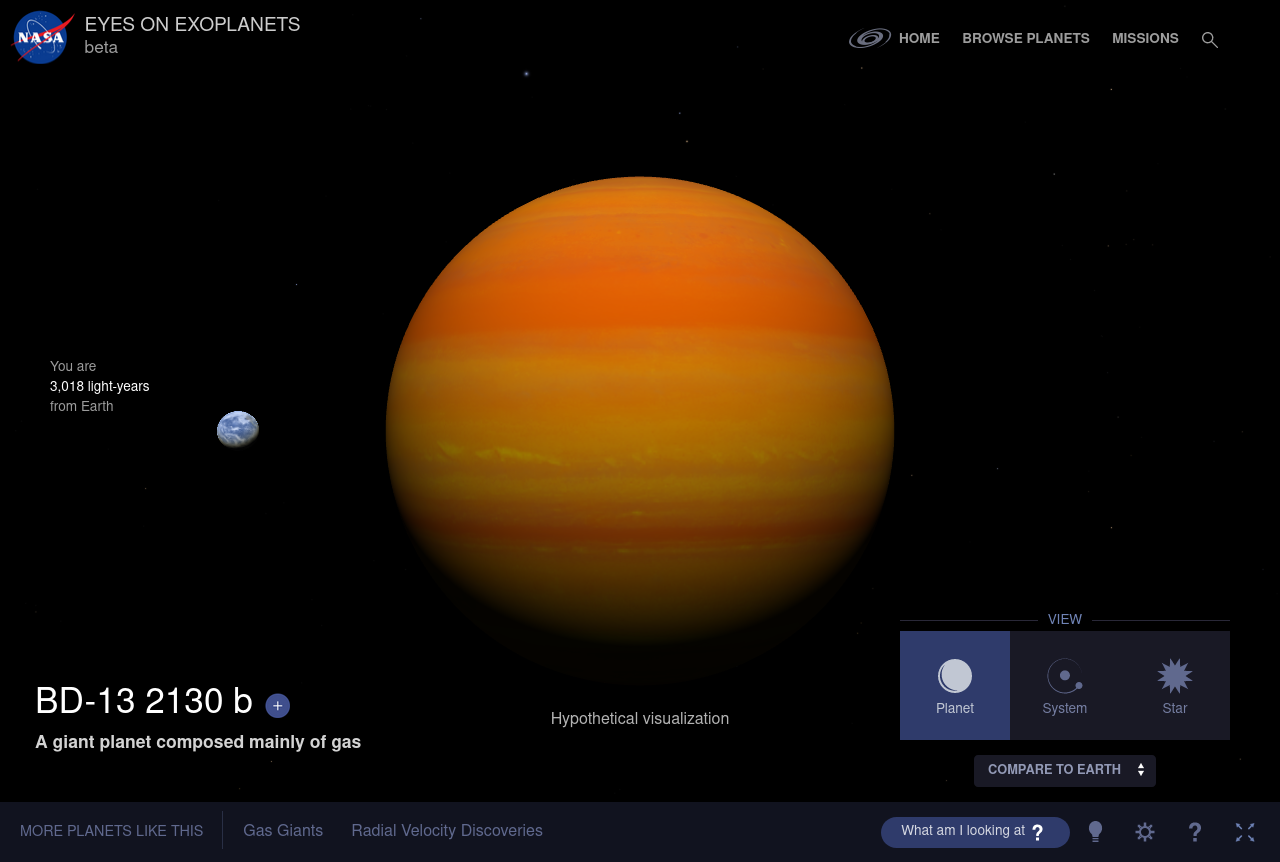 NASA
EYES ON EXOPLANETS
beta
HOME
BROWSE PLANETS
MISSIONS
You are
3,018 light-years
from Earth
VIEW
Planet
System
Star
BD-13 2130 b +
A giant planet composed mainly of gas
Hypothetical visualization
COMPARE TO EARTH
MORE PLANETS LIKE THIS
Gas Giants
Radial Velocity Discoveries
What am I looking at ?
?